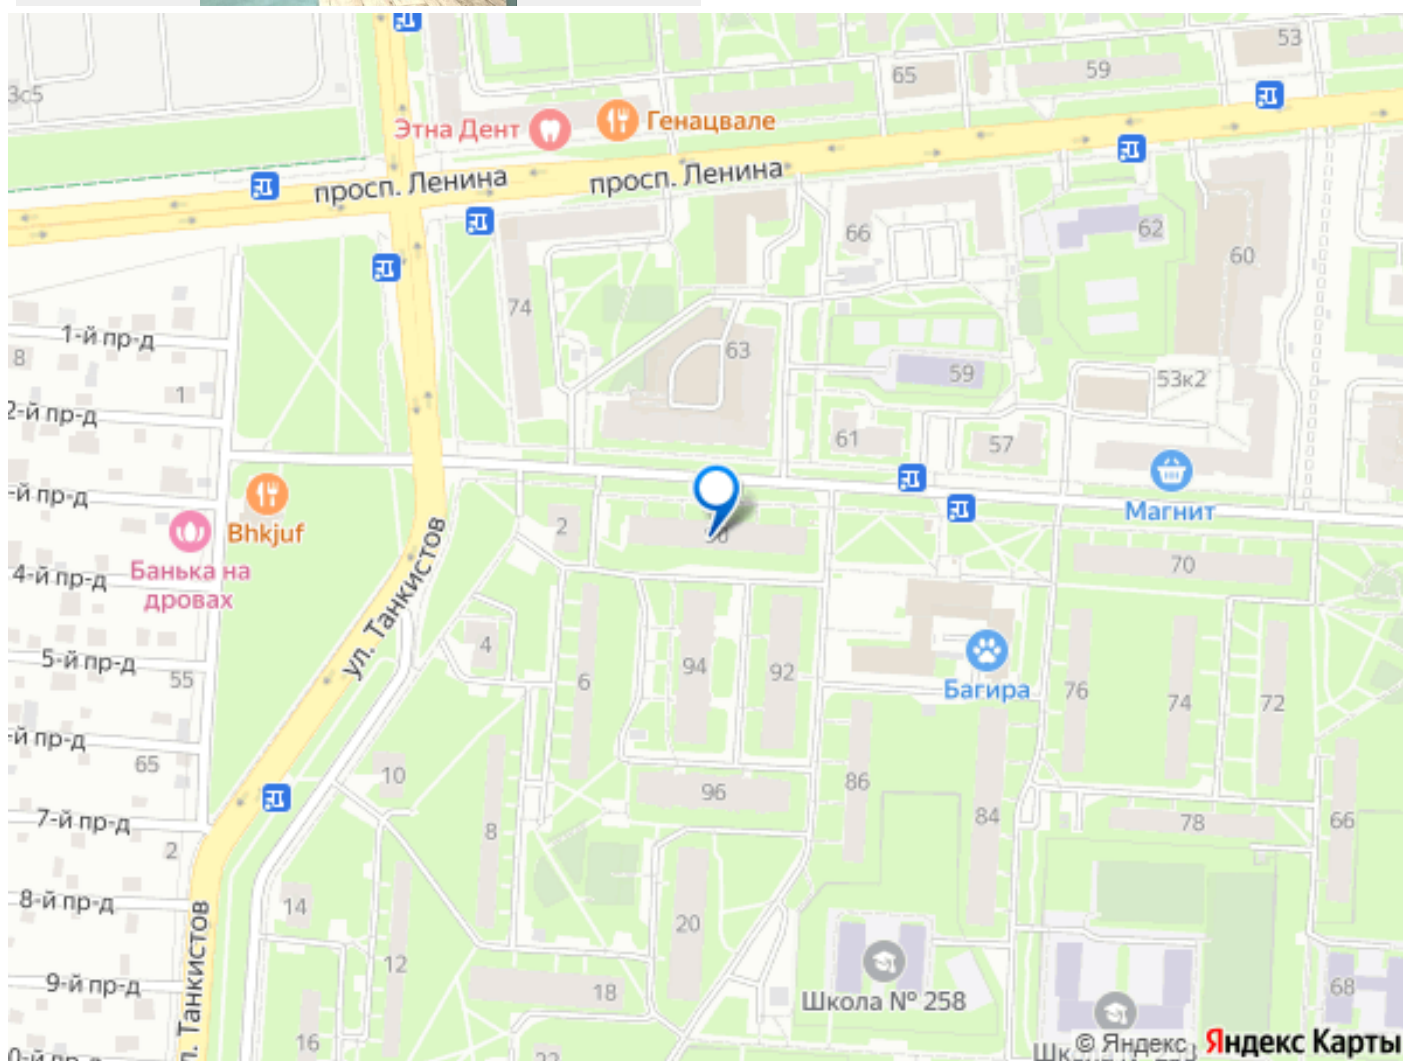 53
3с5
65
59
Этна Дент
Генацвале
просп. Ленина
просп. Ленина
66
62
60
74
1-й пр-д
8
63
59
53к2
1
2-й пр-д
61
57
-й пр-д
Bhkjuf
2
Магнит
Банька на
дровах
4-й пр-д
70
ул. Танкистов
4
5-й пр-д
55
6
94
92
Багира
76
74
72
-й пр-д
65
10
96
86
7-й пр-д
2
8
84
78
66
8-й пр-д
14
20
12
9-й пр-д
18
Школа № 258
68
Танкистов
16
22
© Яндекс
Яндекс Карты